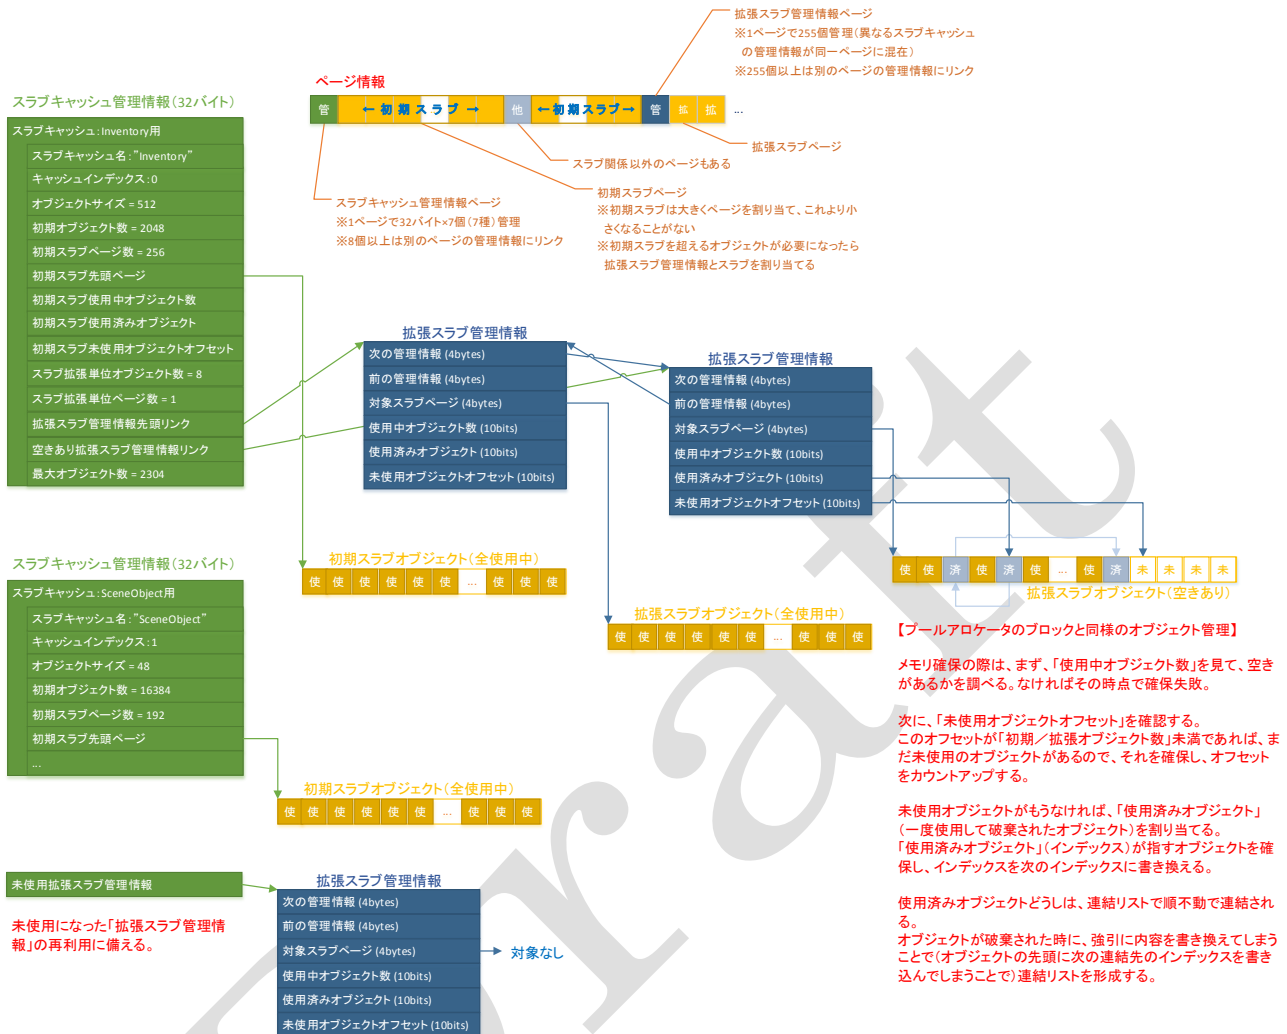 拡張スラブ管理情報ページ
※1ページで255個管理(異なるスラブキャッシュ
の管理情報が同一ページに混在)
※255個以上は別のページの管理情報にリンク
ページ情報
管 ←初期スラブ → 他 ←初期スラブ→ 管 拡 拡 ...
拡張スラブページ
スラブ関係以外のページもある
スラブキャッシュ管理情報ページ
※1ページで32バイト×7個(7種)管理
※8個以上は別のページの管理情報にリンク
初期スラブページ
※初期スラブは大きくページを割り当て、これより小
さくなることがない
※初期スラブを超えるオブジェクトが必要になったら
拡張スラブ管理情報とスラブを割り当てる
スラブキャッシュ管理情報(32バイト)
スラブキャッシュ:Inventory用
スラブキャッシュ名:"Inventory"
キャッシュインデックス:0
オブジェクトサイズ = 512
初期オブジェクト数 = 2048
初期スラブページ数 = 256
初期スラブ先頭ページ
初期スラブ使用中オブジェクト数
初期スラブ使用済みオブジェクト
初期スラブ未使用オブジェクトオフセット
スラブ拡張単位オブジェクト数 = 8
スラブ拡張単位ページ数 = 1
拡張スラブ管理情報先頭リンク
空きあり拡張スラブ管理情報リンク
最大オブジェクト数 = 2304
拡張スラブ管理情報
次の管理情報 (4bytes)
前の管理情報 (4bytes)
対象スラブページ (4bytes)
使用中オブジェクト数 (10bits)
使用済みオブジェクト (10bits)
未使用オブジェクトオフセット (10bits)
拡張スラブ管理情報
次の管理情報 (4bytes)
前の管理情報 (4bytes)
対象スラブページ (4bytes)
使用中オブジェクト数 (10bits)
使用済みオブジェクト (10bits)
未使用オブジェクトオフセット (10bits)
初期スラブオブジェクト(全使用中)
使 使 使 使 使 使 ... 使 使 使
拡張スラブオブジェクト(全使用中)
使 使 使 使 使 使 ... 使 使 使
使 使 済 使 済 使 ... 使 済 未 未 未 未
拡張スラブオブジェクト(空きあり)
スラブキャッシュ管理情報(32バイト)
スラブキャッシュ:SceneObject用
スラブキャッシュ名:"SceneObject"
キャッシュインデックス:1
オブジェクトサイズ = 48
初期オブジェクト数 = 16384
初期スラブページ数 = 192
初期スラブ先頭ページ
...
初期スラブオブジェクト(全使用中)
使 使 使 使 使 使 ... 使 使 使
未使用拡張スラブ管理情報
未使用になった「拡張スラブ管理情
報」の再利用に備える。
拡張スラブ管理情報
次の管理情報 (4bytes)
前の管理情報 (4bytes)
対象スラブページ (4bytes)
対象なし
使用中オブジェクト数 (10bits)
使用済みオブジェクト (10bits)
未使用オブジェクトオフセット (10bits)
【プールアロケータのブロックと同様のオブジェクト管理】
メモリ確保の際は、まず、「使用中オブジェクト数」を見て、空き
があるかを調べる。なければその時点で確保失敗。
次に、「未使用オブジェクトオフセット」を確認する。
このオフセットが「初期/拡張オブジェクト数」未満であれば、ま
だ未使用のオブジェクトがあるので、それを確保し、オフセット
をカウントアップする。
未使用オブジェクトがもうなければ、「使用済みオブジェクト」
(一度使用して破棄されたオブジェクト)を割り当てる。
「使用済みオブジェクト」(インデックス)が指すオブジェクトを確
保し、インデックスを次のインデックスに書き換える。
使用済みオブジェクトどうしは、連結リストで順不動で連結され
る。
オブジェクトが破棄された時に、強引に内容を書き換えてしまう
ことで(オブジェクトの先頭に次の連結先のインデックスを書き
込んでしまうことで)連結リストを形成する。
Draft